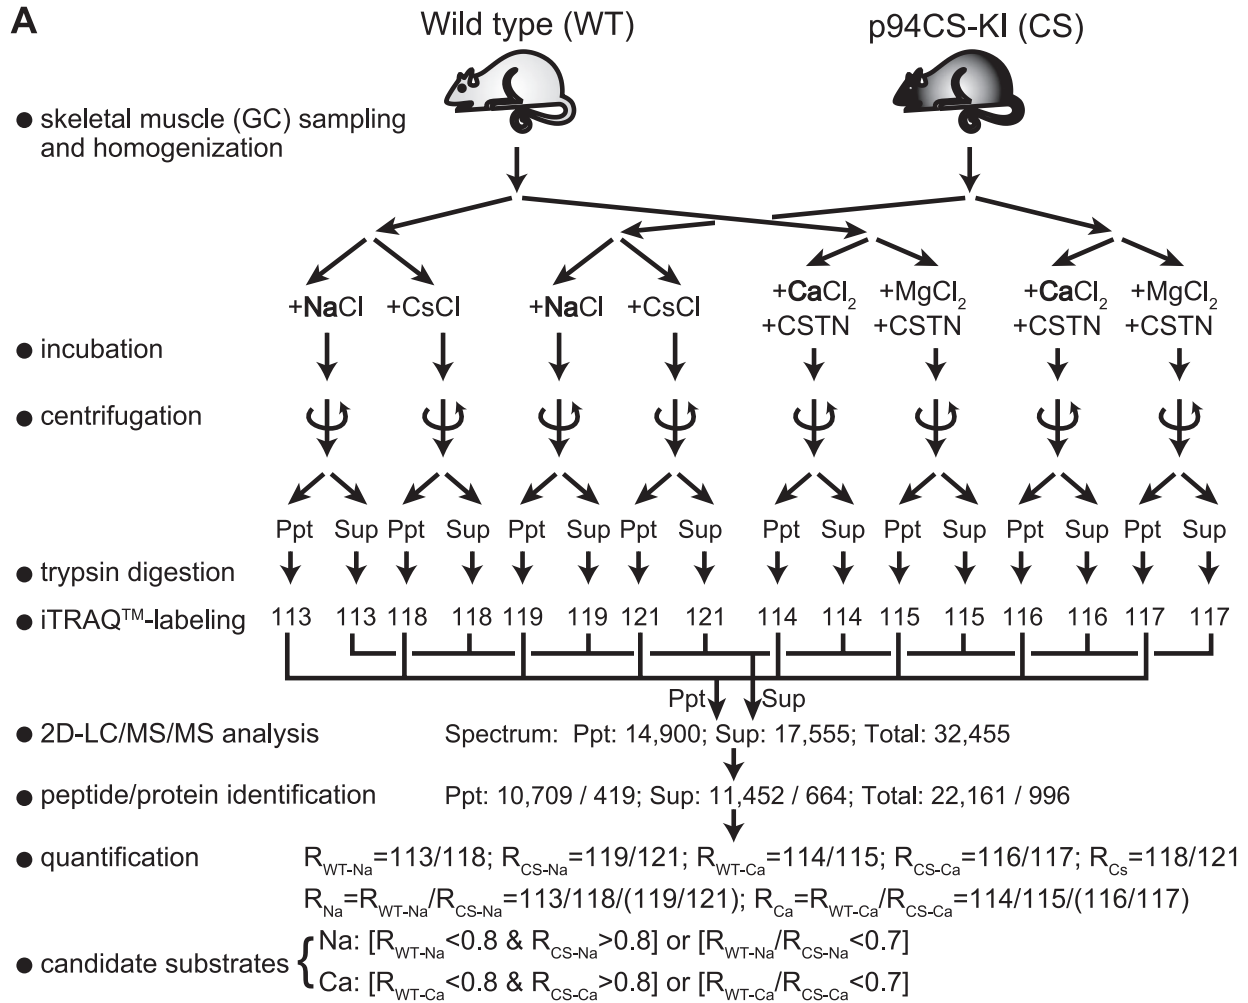 A
Wild type (WT)
p94CS-KI (CS)
● skeletal muscle (GC) sampling
and homogenization
+NaCl
+CsCl
+NaCl
+CsCl
+CaCl2
+CSTN
+MgCl2
+CSTN
+CaCl2
+CSTN
+MgCl2
+CSTN
● incubation
● centrifugation
Ppt Sup Ppt Sup Ppt Sup Ppt Sup Ppt Sup Ppt Sup Ppt Sup Ppt Sup
● trypsin digestion
● iTRAQ™-labeling 113 113 118 118 119 119 121 121 114 114 115 115 116 116 117 117
Ppt Sup
● 2D-LC/MS/MS analysis Spectrum: Ppt: 14,900; Sup: 17,555; Total: 32,455
● peptide/protein identification Ppt: 10,709 / 419; Sup: 11,452 / 664; Total: 22,161 / 996
● quantification RWT-Na=113/118; RCS-Na=119/121; RWT-Ca=114/115; RCS-Ca=116/117; RCs=118/121
RNa=RWT-Na/RCS-Na=113/118/(119/121); RCa=RWT-Ca/RCS-Ca=114/115/(116/117)
● candidate substrates { Na: [RWT-Na<0.8 & RCS-Na>0.8] or [RWT-Na/RCS-Na<0.7]
Ca: [RWT-Ca<0.8 & RCS-Ca>0.8] or [RWT-Ca/RCS-Ca<0.7]